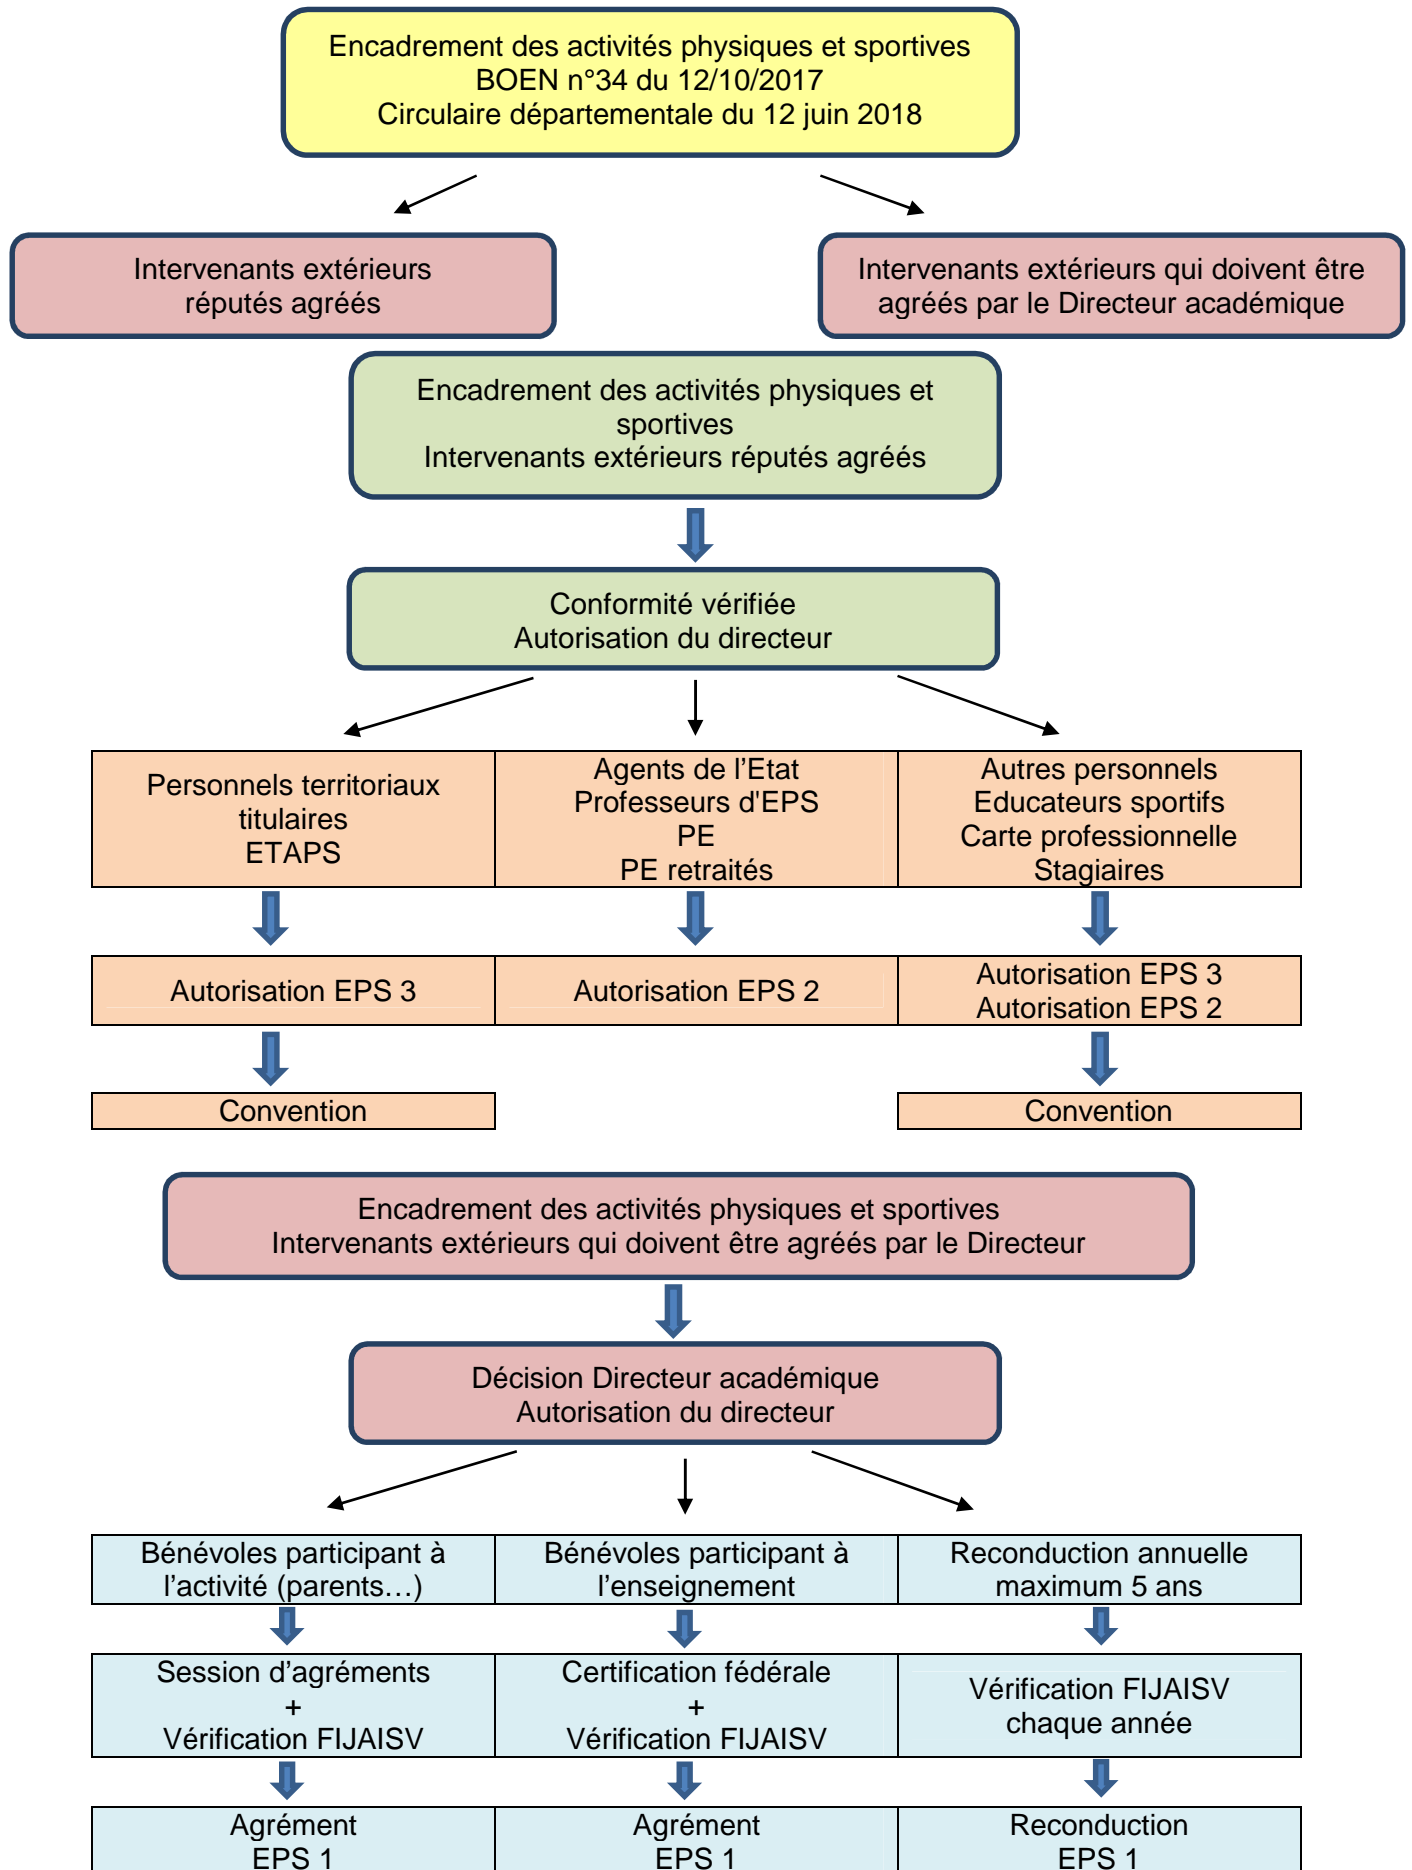 Encadrement des activités physiques et sportives
BOEN n°34 du 12/10/2017
Circulaire départementale du 12 juin 2018
Intervenants extérieurs
réputés agréés
Intervenants extérieurs qui doivent être
agréés par le Directeur académique
Encadrement des activités physiques et
sportives
Intervenants extérieurs réputés agréés
Conformité vérifiée
Autorisation du directeur
Personnels territoriaux
titulaires
ETAPS
Agents de l'Etat
Professeurs d'EPS
PE
PE retraités
Autres personnels
Educateurs sportifs
Carte professionnelle
Stagiaires
Autorisation EPS 3
Autorisation EPS 2
Autorisation EPS 3
Autorisation EPS 2
Convention
Convention
Encadrement des activités physiques et sportives
Intervenants extérieurs qui doivent être agréés par le Directeur
Décision Directeur académique
Autorisation du directeur
Bénévoles participant à
l'activité (parents…)
Bénévoles participant à
l'enseignement
Reconduction annuelle
maximum 5 ans
Session d'agréments
+
Vérification FIJAISV
Certification fédérale
+
Vérification FIJAISV
Vérification FIJAISV
chaque année
Agrément
EPS 1
Agrément
EPS 1
Reconduction
EPS 1